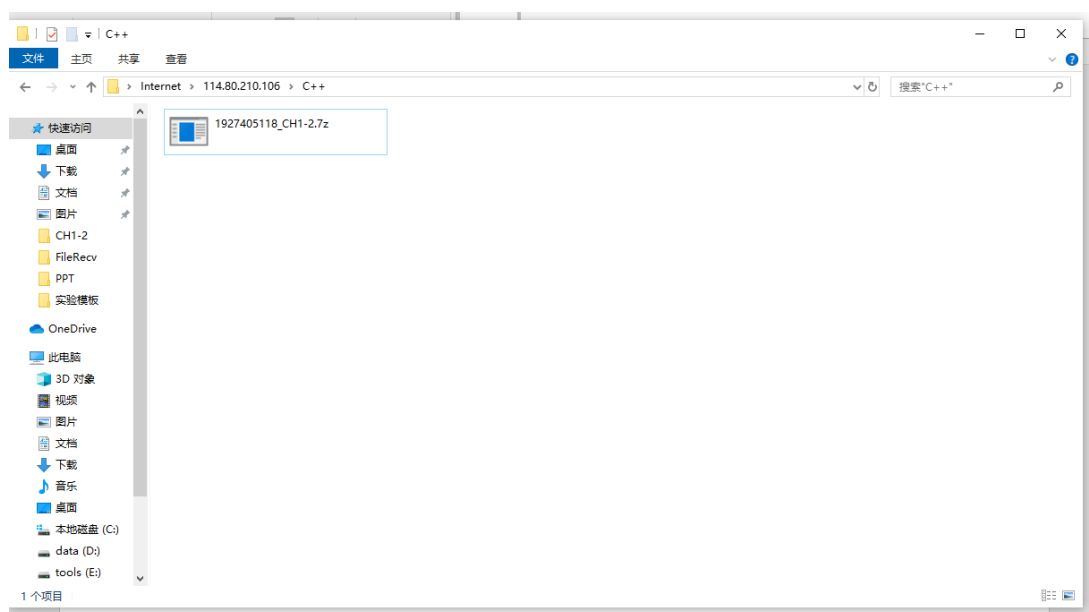 C++
文件 主页 共享 查看
Internet › 114.80.210.106 › C++
搜索"C++"
快速访问
1927405118_CH1-2.7z
桌面
下载
文档
图片
CH1-2
FileRecv
PPT
实验模板
OneDrive
此电脑
3D 对象
视频
图片
文档
下载
音乐
桌面
本地磁盘 (C:)
data (D:)
tools (E:)
1 个项目